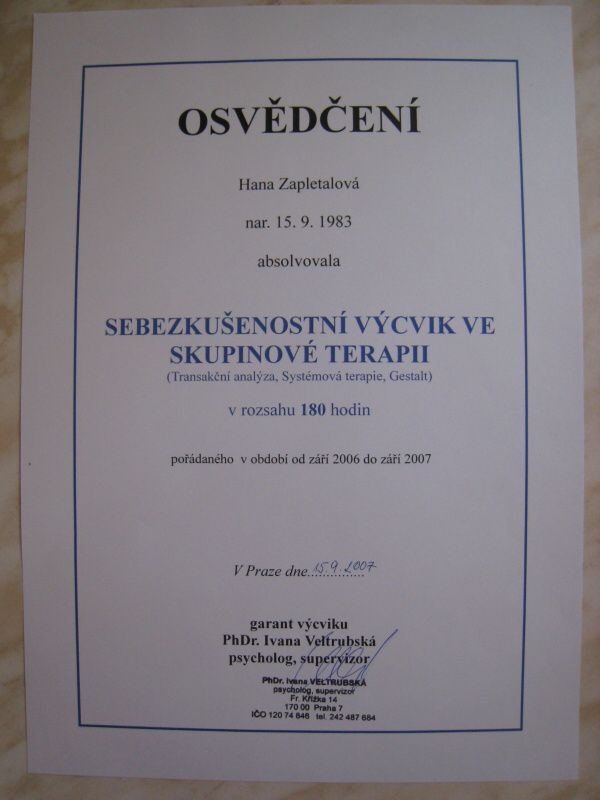 OSVĚDČENÍ
Hana Zapletalová
nar. 15. 9. 1983
absolvovala
SEBEZKUŠENOSTNÍ VÝCVIK VE
SKUPINOVÉ TERAPII
(Transakční analýza, Systémová terapie, Gestalt)
v rozsahu 180 hodin
pořádaného v období od září 2006 do září 2007
V Praze dne 15.9.2007
garant výcviku
PhDr. Ivana Veltrubská
psycholog, supervizor
PhDr. Ivana VELTRUBSKÁ
psycholog, supervizor
Fr. Křížka 14
170 00 Praha 7
IČO 120 74 646 tel. 242 487 684